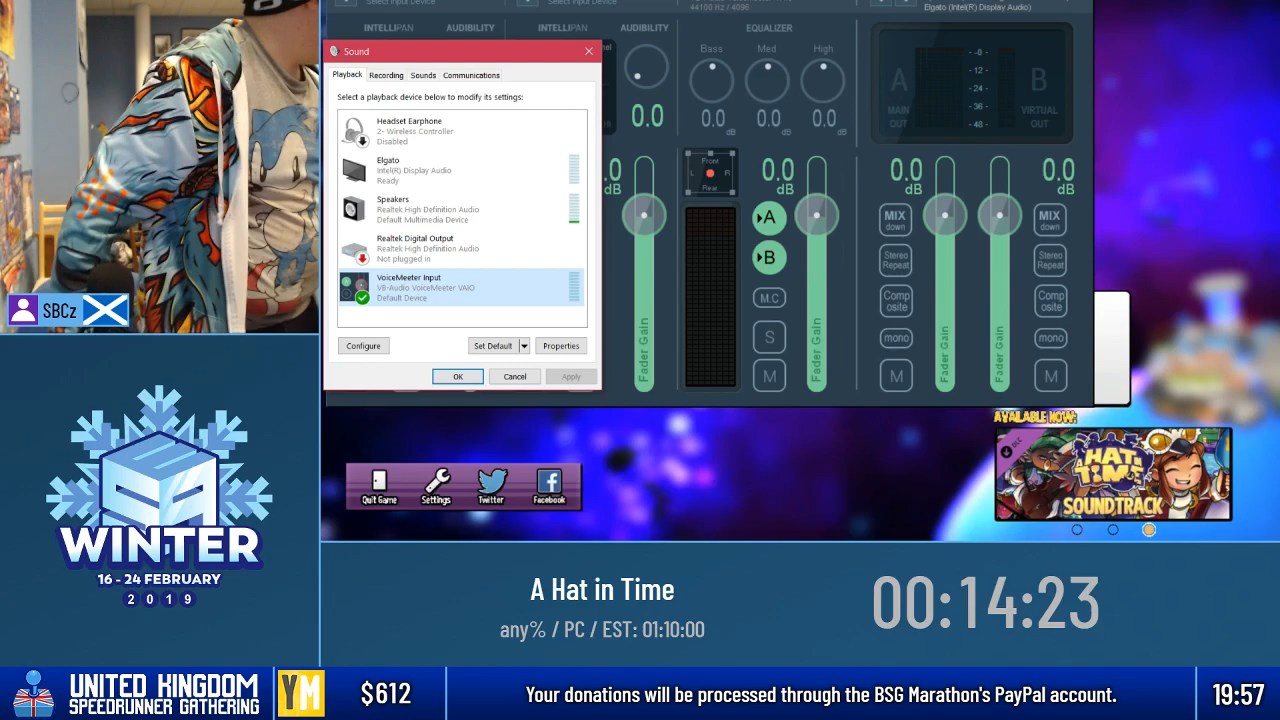 Select Input Device
Select Input Device
44100 Hz / 4096
Elgato (Intel(R) Display Audio)
INTELLIPAN
AUDIBILITY
INTELLIPAN
AUDIBILITY
EQUALIZER
Bass
Med
High
0.0
0.0
0.0
0.0
dB
dB
dB
-0-
-12-
-24-
-36-
-48-
A
MAIN
OUT
B
VIRTUAL
OUT
Sound
Playback
Recording
Sounds
Communications
Select a playback device below to modify its settings:
Headset Earphone
2- Wireless Controller
Disabled
Elgato
Intel(R) Display Audio
Ready
Speakers
Realtek High Definition Audio
Default Multimedia Device
Realtek Digital Output
Realtek High Definition Audio
Not plugged in
VoiceMeeter Input
VB-Audio VoiceMeeter VAIO
Default Device
Configure
Set Default
Properties
OK
Cancel
Apply
.0
dB
Front
L
R
Rear
0.0
dB
A
B
M.C
S
M
0.0
dB
0.0
dB
MIX
down
Stereo
Repeat
Comp
osite
mono
M
MIX
down
Stereo
Repeat
Comp
osite
mono
M
Fader Gain
Fader Gain
Fader Gain
Fader Gain
SBCz
WINTER
16 - 24 FEBRUARY
2019
Quit Game
Settings
Twitter
Facebook
AVAILABLE NOW:
DLC
A HAT IN TIME
SOUNDTRACK
A Hat in Time
any% / PC / EST: 01:10:00
00:14:23
UNITED KINGDOM
SPEEDRUNNER GATHERING
YM
$612
Your donations will be processed through the BSG Marathon's PayPal account.
19:57